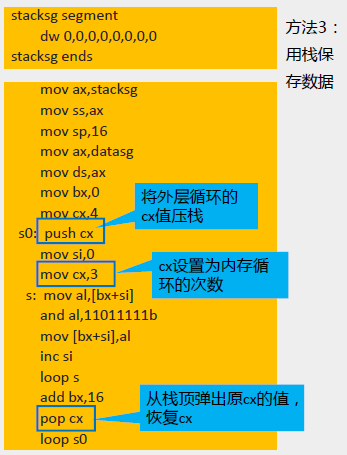 stacksg segment
dw 0,0,0,0,0,0,0,0
stacksg ends
方法3：
用栈保
存数据
mov ax,stacksg
mov ss,ax
mov sp,16
mov ax,datasg
mov ds,ax
mov bx,0
mov cx,4
将外层循环的
cx值压栈
s0: push cx
mov si,0
mov cx,3
cx设置为内存循
环的次数
s: mov al,[bx+si]
and al,11011111b
mov [bx+si],al
inc si
loop s
add bx,16
pop cx
从栈顶弹出原cx的值，
恢复cx
loop s0